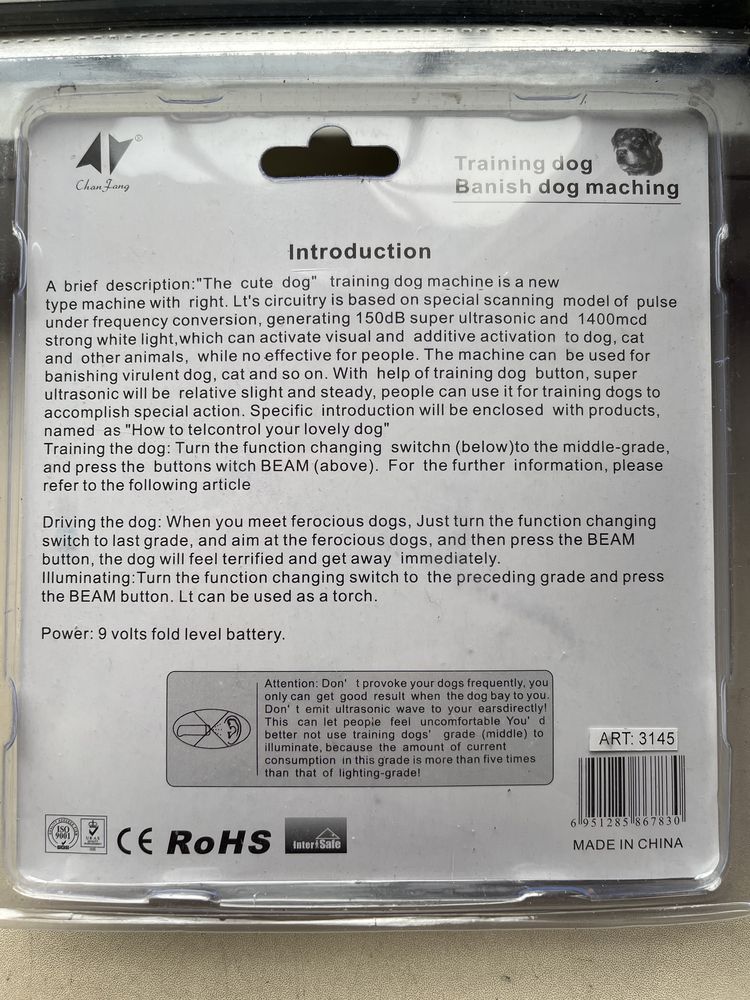 Chan Fang
®
Training dog
Banish dog maching
Introduction
A brief description:"The cute dog" training dog machine is a new
type machine with right. Lt's circuitry is based on special scanning model of pulse
under frequency conversion, generating 150dB super ultrasonic and 1400mcd
strong white light,which can activate visual and additive activation to dog, cat
and other animals, while no effective for people. The machine can be used for
banishing virulent dog, cat and so on. With help of training dog button, super
ultrasonic will be relative slight and steady, people can use it for training dogs to
accomplish special action. Specific introduction will be enclosed with products,
named as "How to telcontrol your lovely dog"
Training the dog: Turn the function changing switchn (below)to the middle-grade,
and press the buttons witch BEAM (above). For the further information, please
refer to the following article
Driving the dog: When you meet ferocious dogs, Just turn the function changing
switch to last grade, and aim at the ferocious dogs, and then press the BEAM
button, the dog will feel terrified and get away immediately.
Illuminating:Turn the function changing switch to the preceding grade and press
the BEAM button. Lt can be used as a torch.
Power: 9 volts fold level battery.
Attention: Don' t provoke your dogs frequently, you
only can get good result when the dog bay to you.
Don' t emit ultrasonic wave to your earsdirectly!
This can let people feel uncomfortable You' d
better not use training dogs' grade (middle) to
illuminate, because the amount of current
consumption in this grade is more than five times
than that of lighting-grade!
ART: 3145
6 951285 867830
MADE IN CHINA
ISO
9001
CE RoHS
Inter Safe